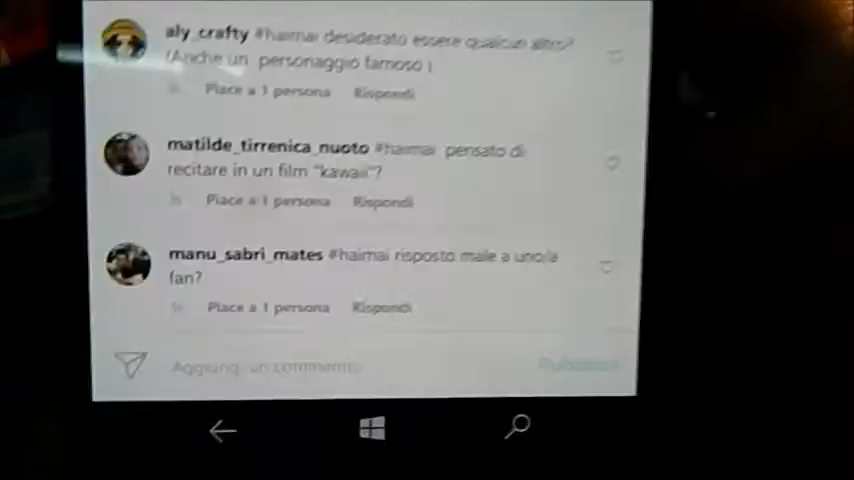 aly_crafty #haimai desiderato essere qualcun altro?
(Anche un personaggio famoso)
Piace a 1 persona Rispondi
matilde_tirrenica_nuoto #haimai pensato di
recitare in un film "kawaii"?
Piace a 1 persona Rispondi
manu_sabri_mates #haimai risposto male a uno/a
fan?
Piace a 1 persona Rispondi
Aggiungi un commento